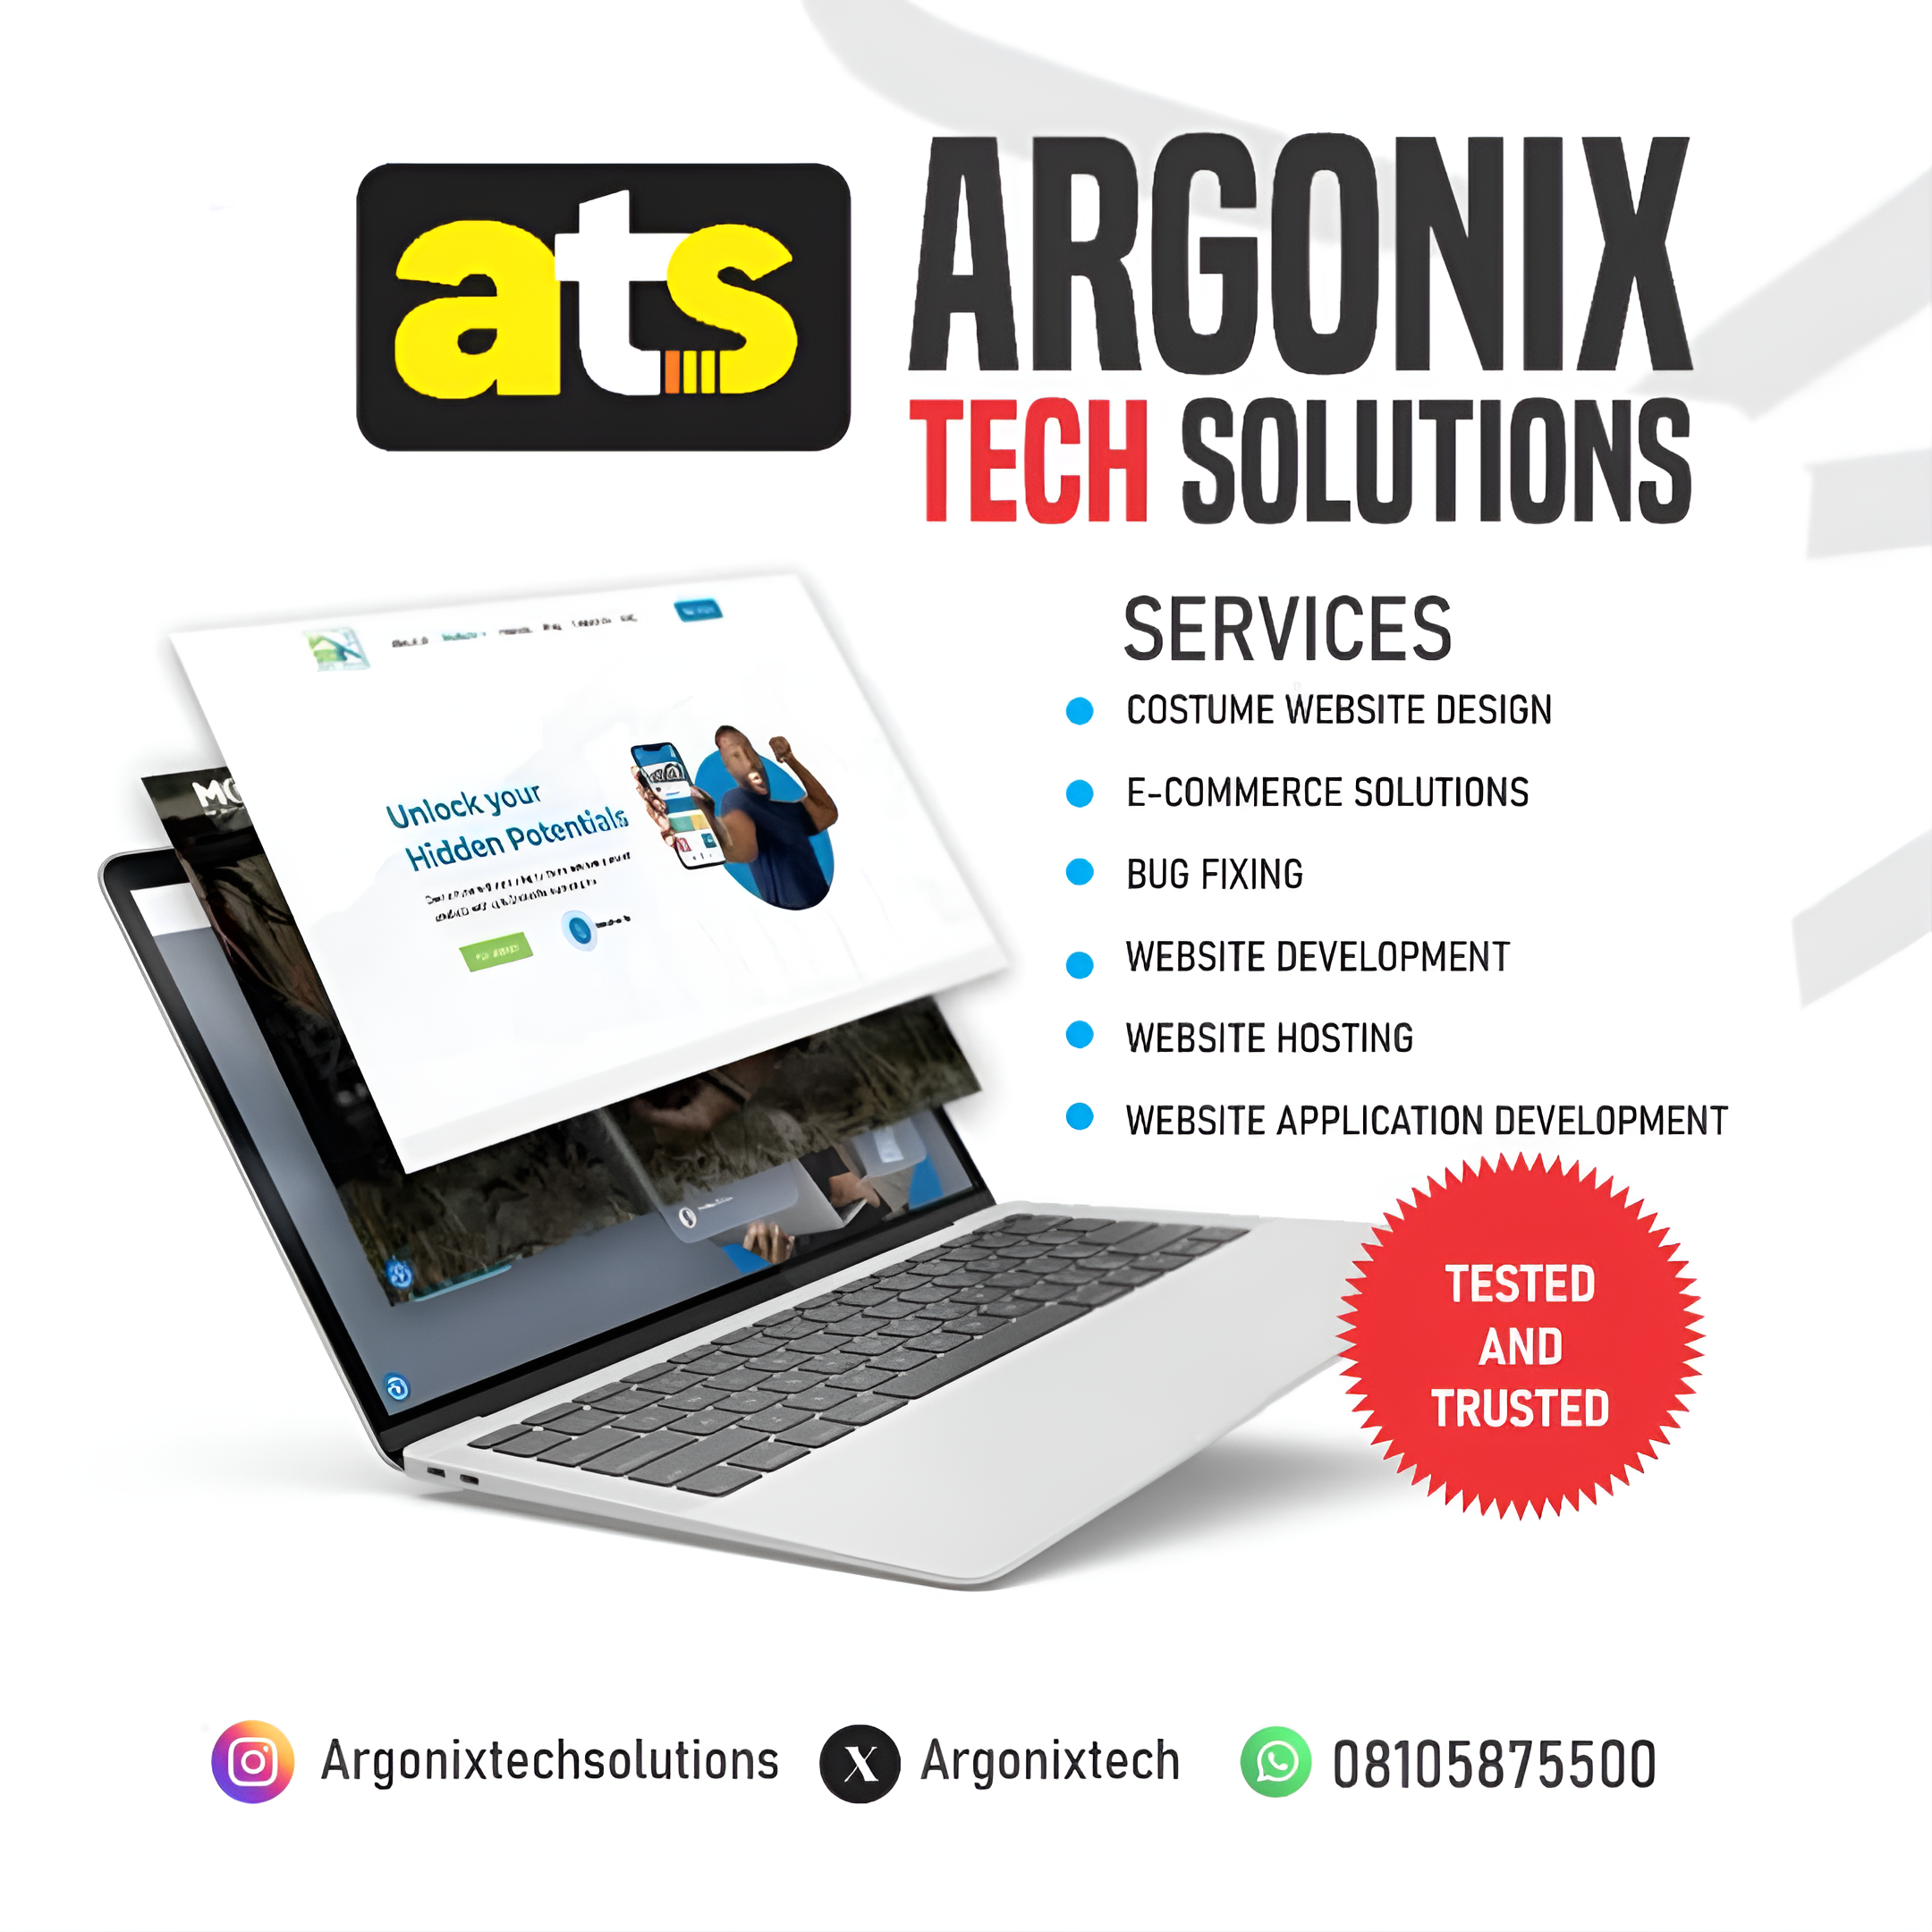 ats
ARGONIX
TECH SOLUTIONS
SERVICES
COSTUME WEBSITE DESIGN
E-COMMERCE SOLUTIONS
BUG FIXING
WEBSITE DEVELOPMENT
WEBSITE HOSTING
WEBSITE APPLICATION DEVELOPMENT
Unlock your
Hidden Potentials
TESTED
AND
TRUSTED
Argonixtechsolutions
X
Argonixtech
08105875500